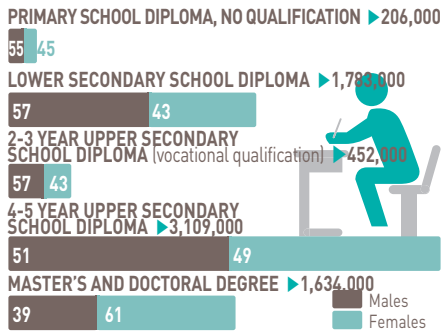 PRIMARY SCHOOL DIPLOMA, NO QUALIFICATION ▶206,000
55 45
LOWER SECONDARY SCHOOL DIPLOMA ▶1,783,000
57 43
2-3 YEAR UPPER SECONDARY
SCHOOL DIPLOMA (vocational qualification) ▶452,000
57 43
4-5 YEAR UPPER SECONDARY
SCHOOL DIPLOMA ▶3,109,000
51 49
MASTER'S AND DOCTORAL DEGREE ▶1,634,000
39 61
Males
Females